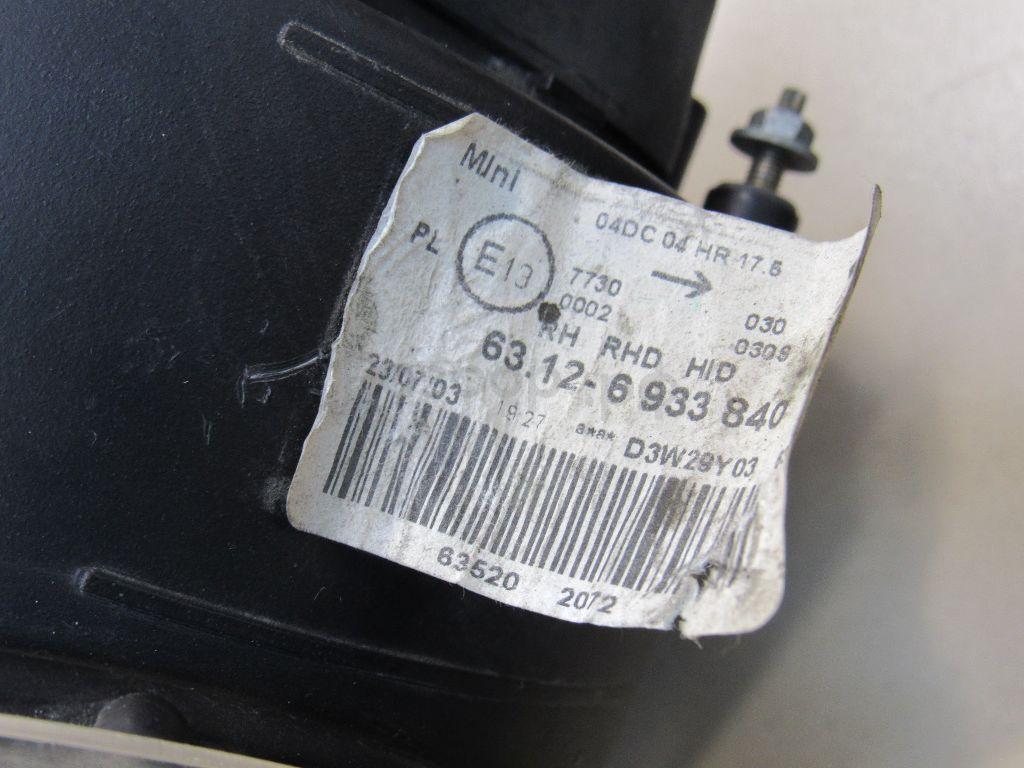 MInI
04DC 04 HR 17.5
PL E13 7730 →
0002 030
0309
RH RHD HID
63.12-6 933 840
23/07/03 19:27 a*a* D3W29Y03
63520 2072